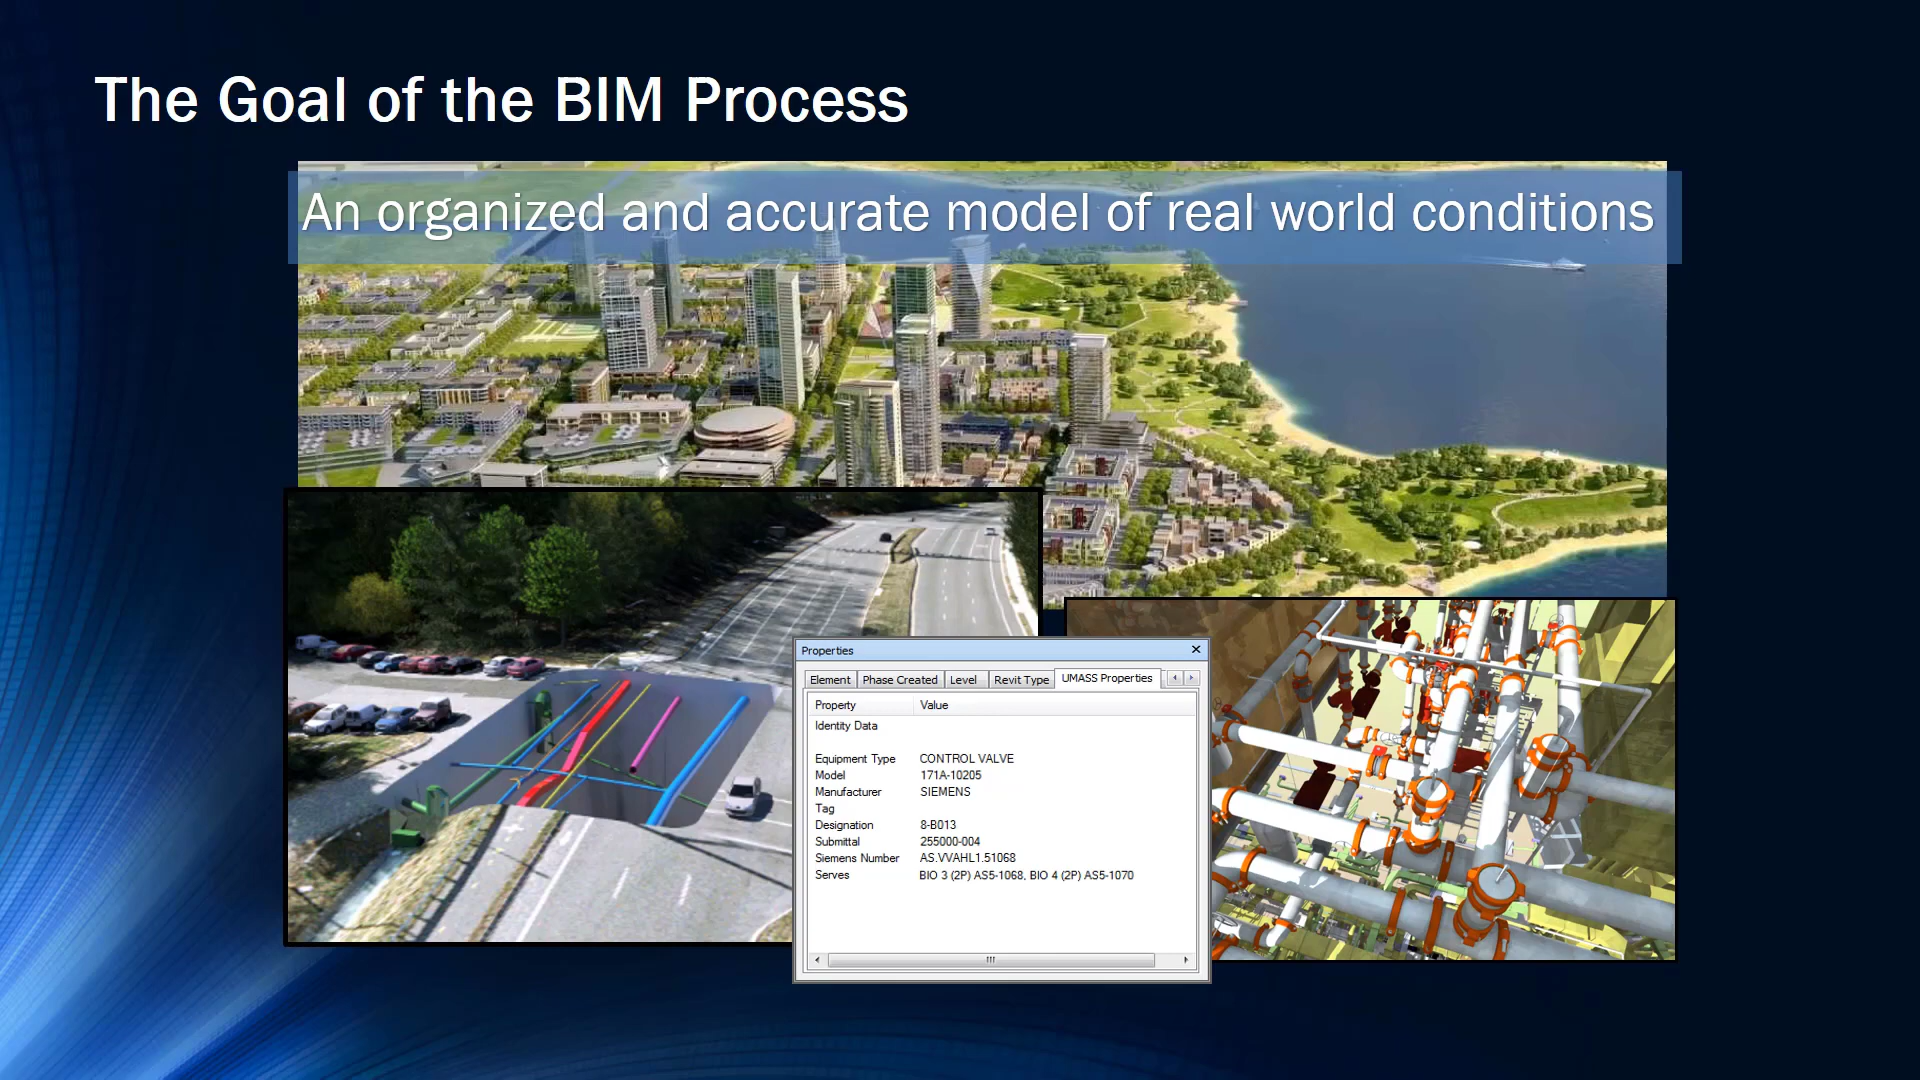 The Goal of the BIM Process
An organized and accurate model of real world conditions
Properties
Element Phase Created Level Revit Type UMASS Properties
Property Value
Identity Data
Equipment Type CONTROL VALVE
Model 171A-10205
Manufacturer SIEMENS
Tag
Designation 8-B013
Submittal 255000-004
Siemens Number AS.VVAHL1.51068
Serves BIO 3 (2P) AS5-1068, BIO 4 (2P) AS5-1070